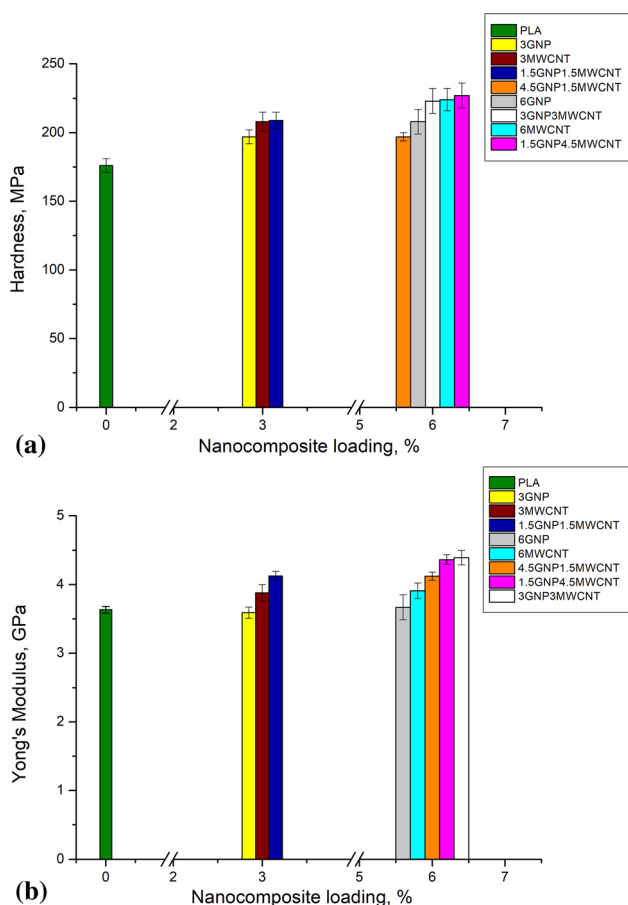 PLA
3GNP
3MWCNT
1.5GNP1.5MWCNT
4.5GNP1.5MWCNT
6GNP
3GNP3MWCNT
6MWCNT
1.5GNP4.5MWCNT
250
200
150
100
50
0
Hardness, MPa
0 2 3 5 6 7
Nanocomposite loading, %
(a)
PLA
3GNP
3MWCNT
1.5GNP1.5MWCNT
6GNP
6MWCNT
4.5GNP1.5MWCNT
1.5GNP4.5MWCNT
3GNP3MWCNT
5
4
3
2
1
0
Yong's Modulus, GPa
0 2 3 5 6 7
Nanocomposite loading, %
(b)